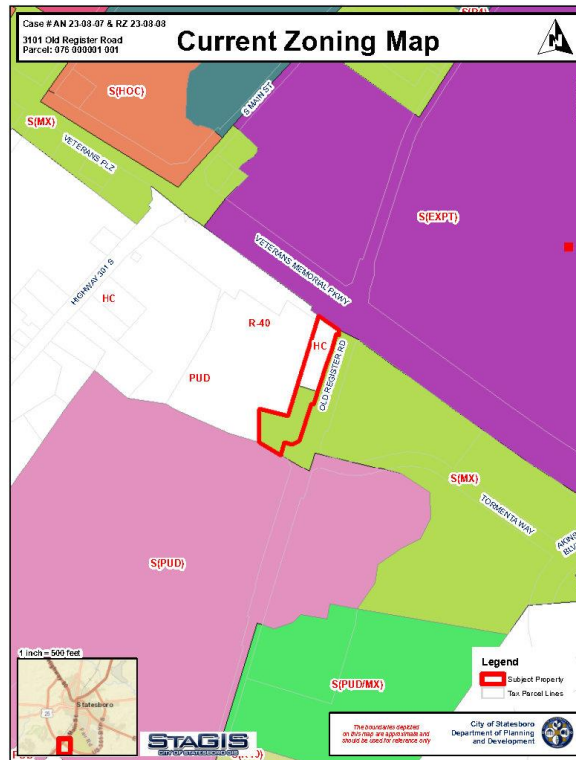 Case # AN 23-08-07 & RZ 23-08-08
3101 Old Register Road
Parcel: 076 000001 001
Current Zoning Map
N
S(HOC)
S MAIN ST
S(MX)
VETERANS PLZ
S(EXPT)
HIGHWAY 301 S
VETERANS MEMORIAL PKWY
HC
R-40
HC
PUD
OLD REGISTER RD
S(MX)
TORMENTA WAY
S(PUD)
S(PUD/MX)
1 inch = 500 feet
Statesboro
Legend
Subject Property
Tax Parcel Lines
STAGIS
CITY OF STATESBORO GIS
The boundaries depicted
on this map are approximate and
should be used for reference only
City of Statesboro
Department of Planning
and Development